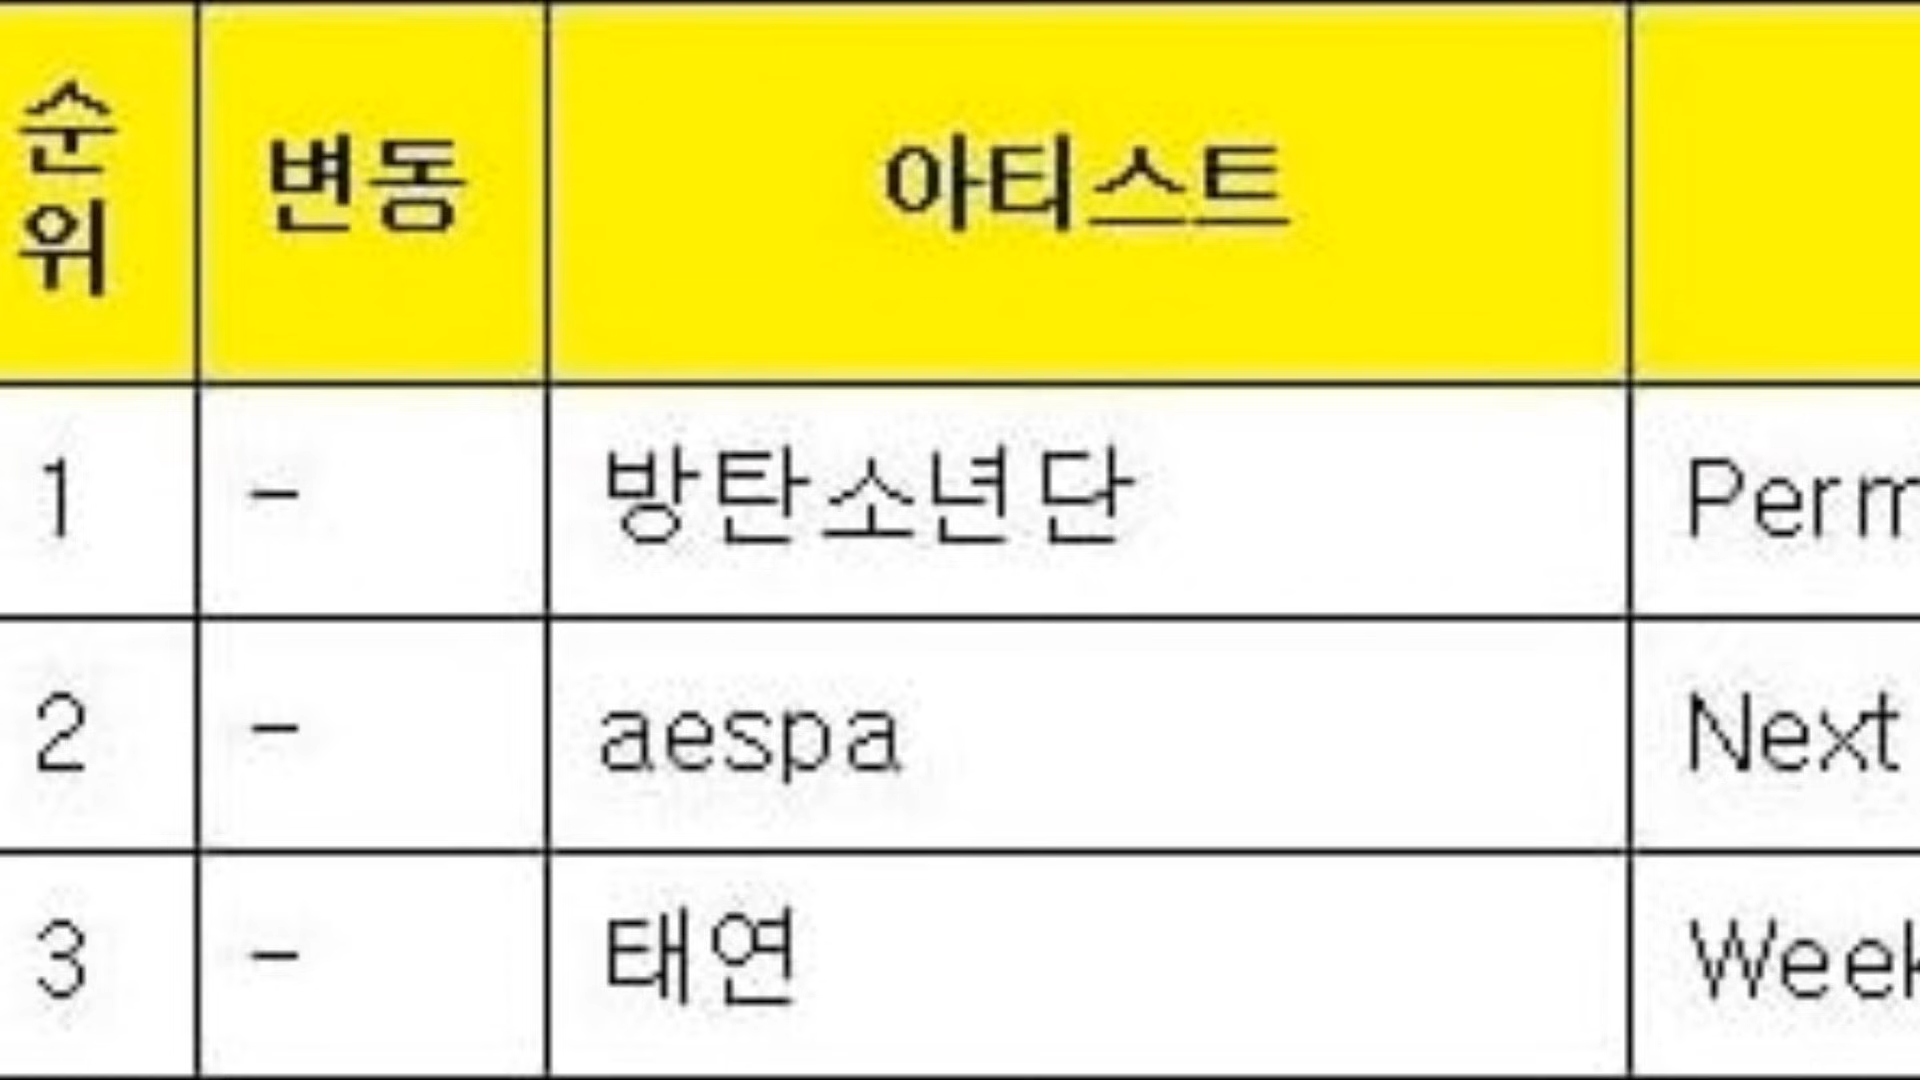 순위 변동 아티스트
1 - 방탄소년단 Perm
2 - aespa Next
3 - 태연 Week